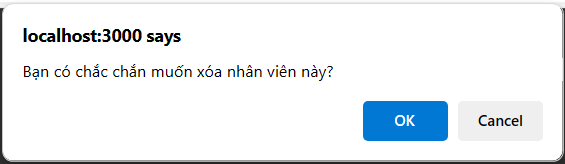 localhost:3000 says
Bạn có chắc chắn muốn xóa nhân viên này?
OK
Cancel